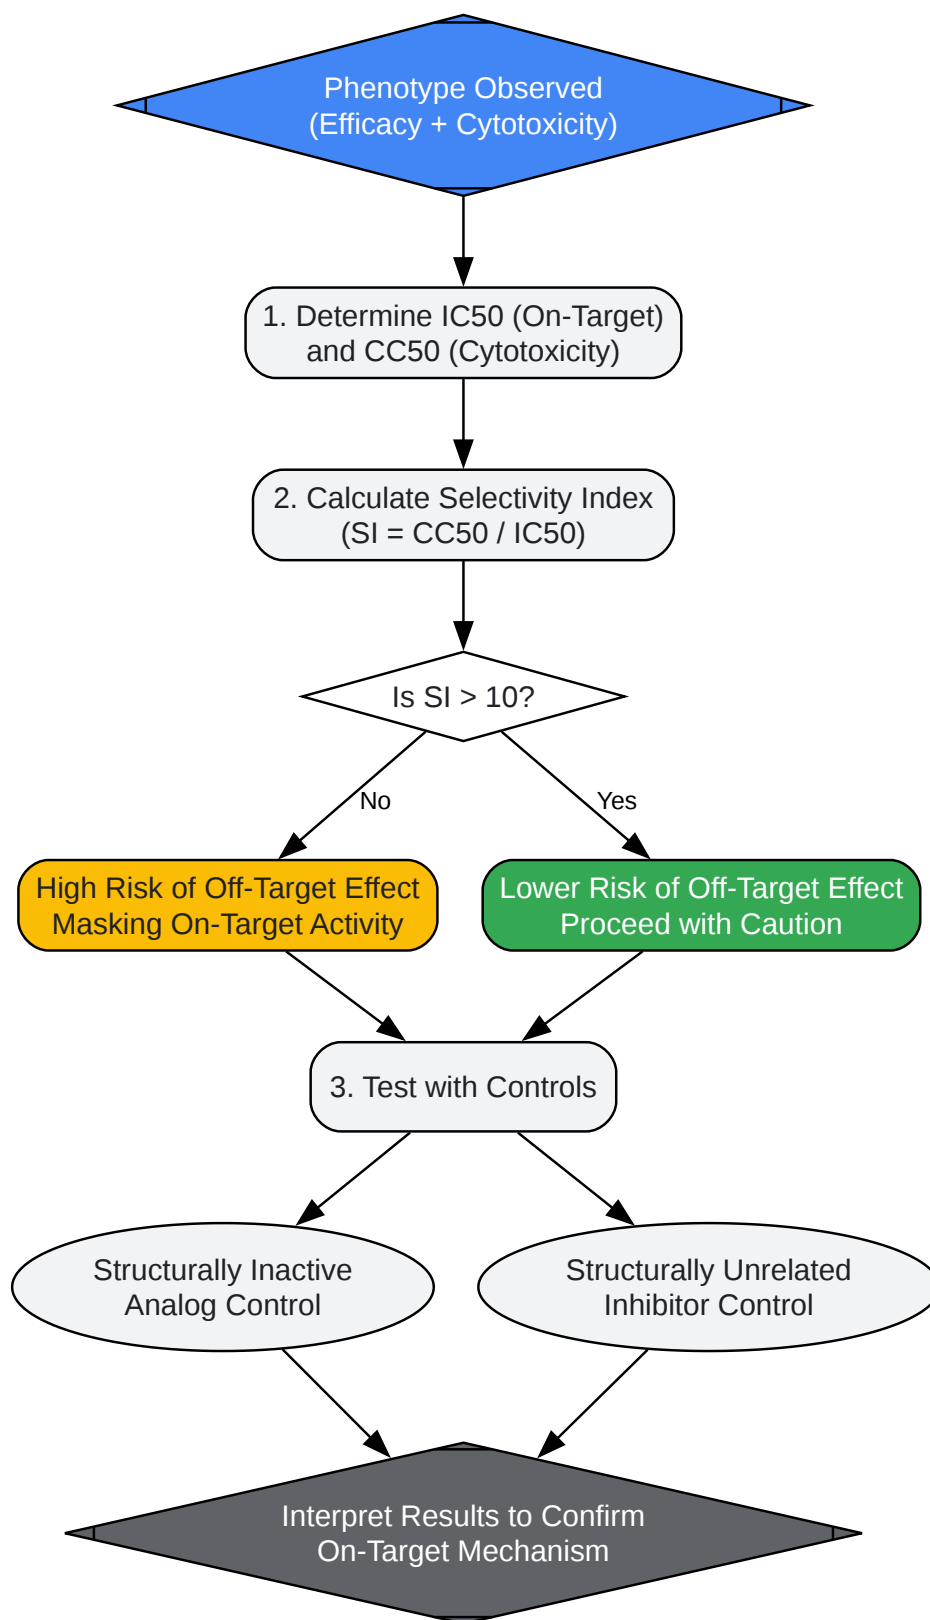 Phenotype Observed
(Efficacy + Cytotoxicity)
1. Determine IC50 (On-Target)
and CC50 (Cytotoxicity)
2. Calculate Selectivity Index
(SI = CC50 / IC50)
Is SI > 10?
No
Yes
High Risk of Off-Target Effect
Masking On-Target Activity
Lower Risk of Off-Target Effect
Proceed with Caution
3. Test with Controls
Structurally Inactive
Analog Control
Structurally Unrelated
Inhibitor Control
Interpret Results to Confirm
On-Target Mechanism